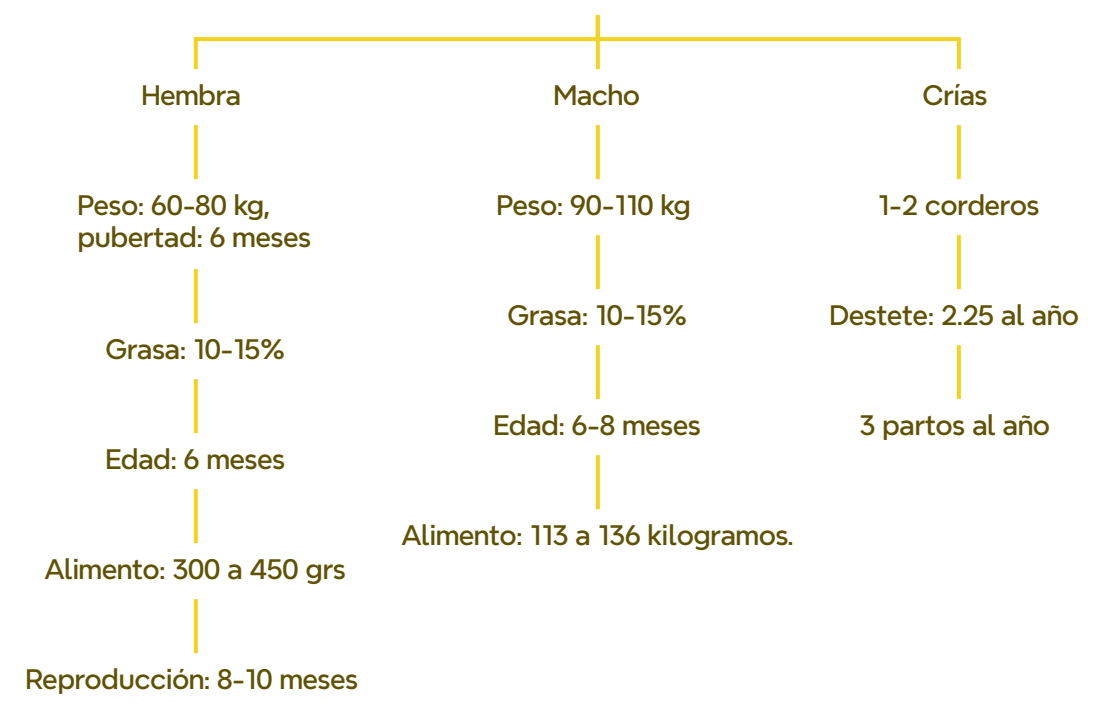 Hembra
Peso: 60-80 kg,
pubertad: 6 meses
Grasa: 10-15%
Edad: 6 meses
Alimento: 300 a 450 grs
Reproducción: 8-10 meses
Macho
Peso: 90-110 kg
Grasa: 10-15%
Edad: 6-8 meses
Alimento: 113 a 136 kilogramos.
Crías
1-2 corderos
Destete: 2.25 al año
3 partos al año